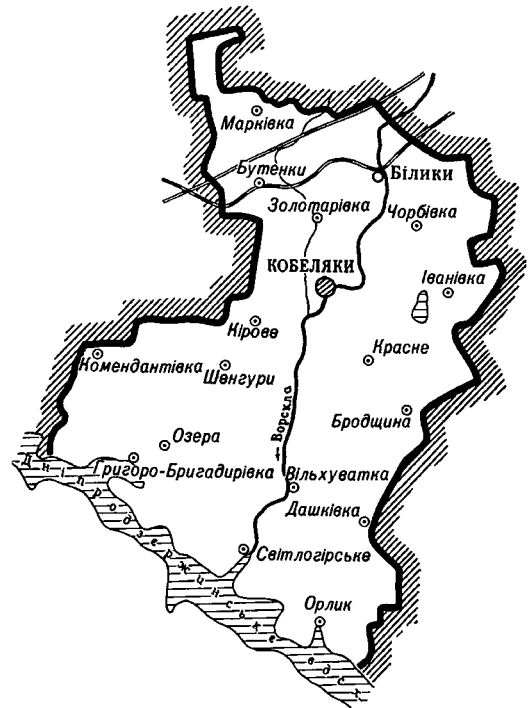 Марківка
Бутенки
БІЛИКИ
Золотарівка
Чорбівка
КОБЕЛЯКИ
Іванівка
Кірове
Красне
Комендантівка
Шенгури
Бродщина
← Ворскла
Озера
Григоро-Бригадирівка
Вільхуватка
Дашківка
Світлогірське
Орлик
Дніпродзержинське вдсх.